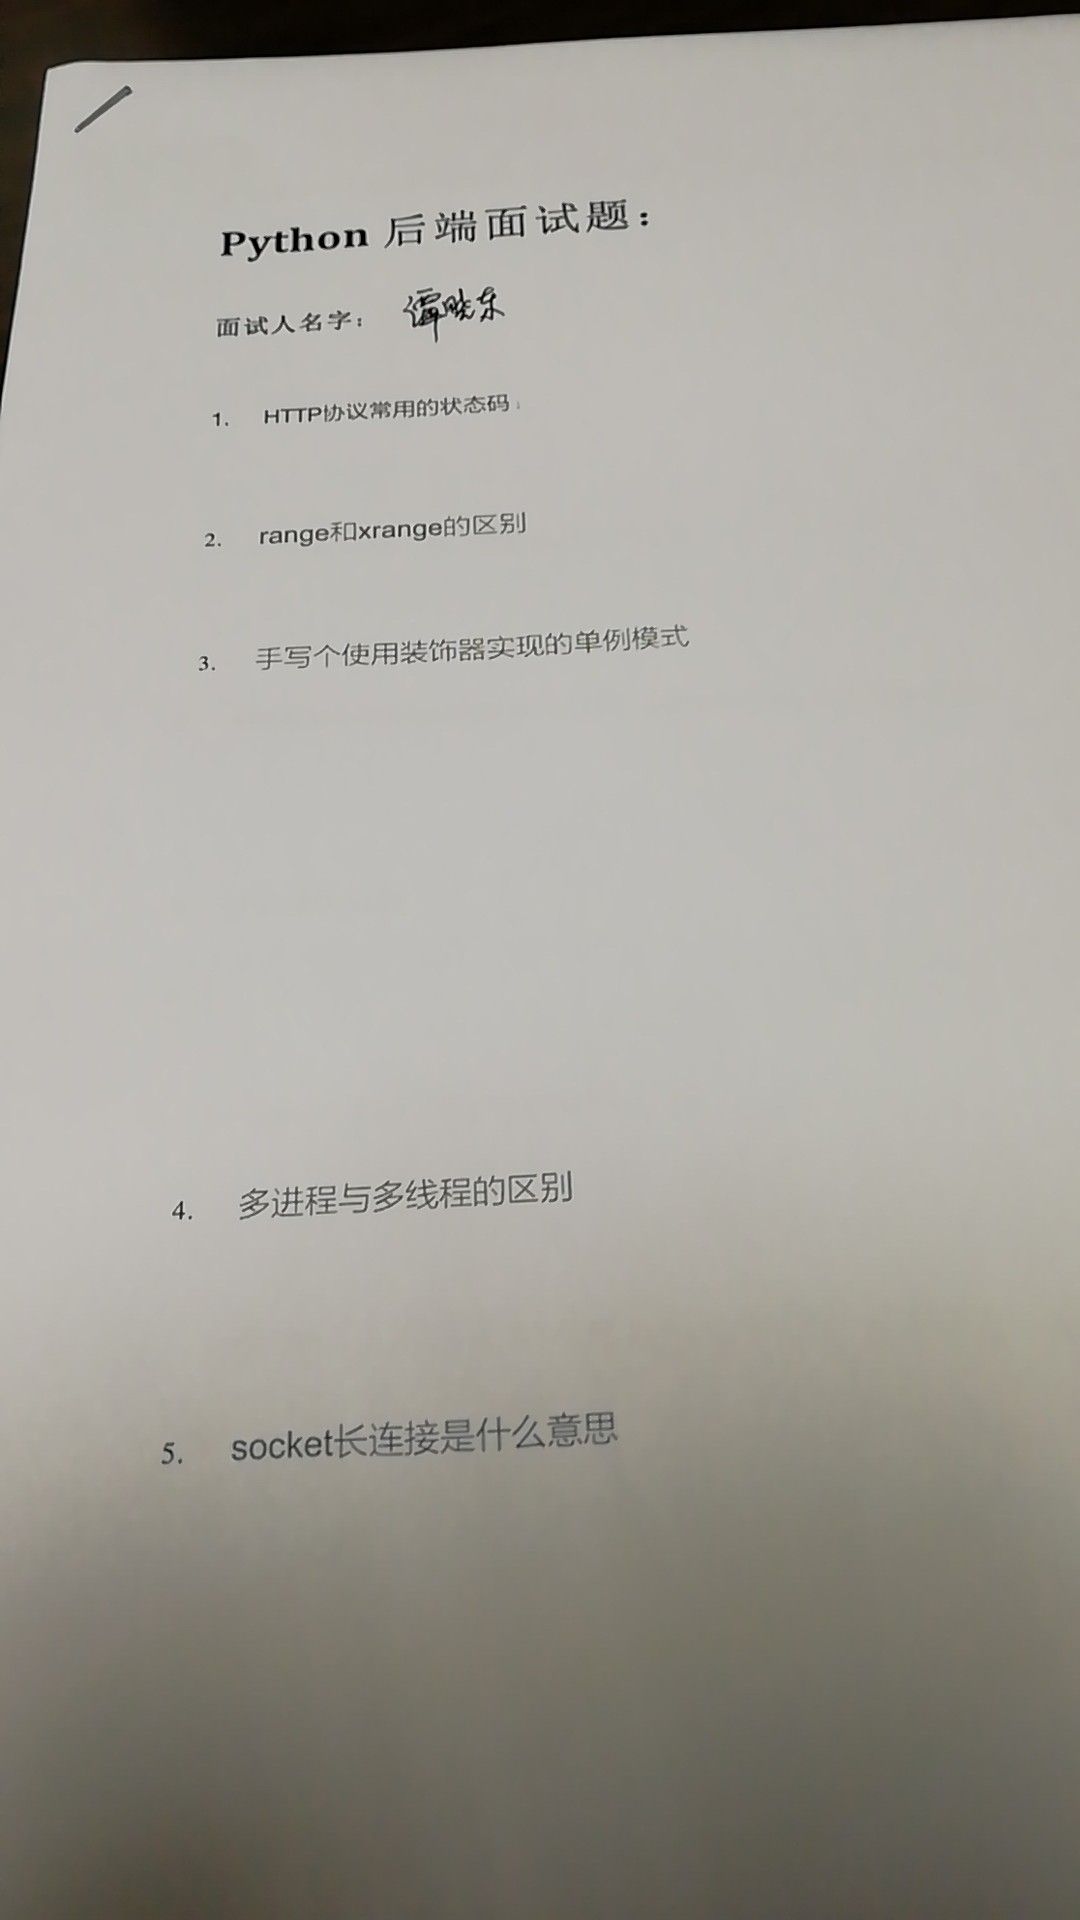 Python 后端面试题：
面试人名字： 谭晓东
1. HTTP协议常用的状态码
2. range和xrange的区别
3. 手写个使用装饰器实现的单例模式
4. 多进程与多线程的区别
5. socket长连接是什么意思